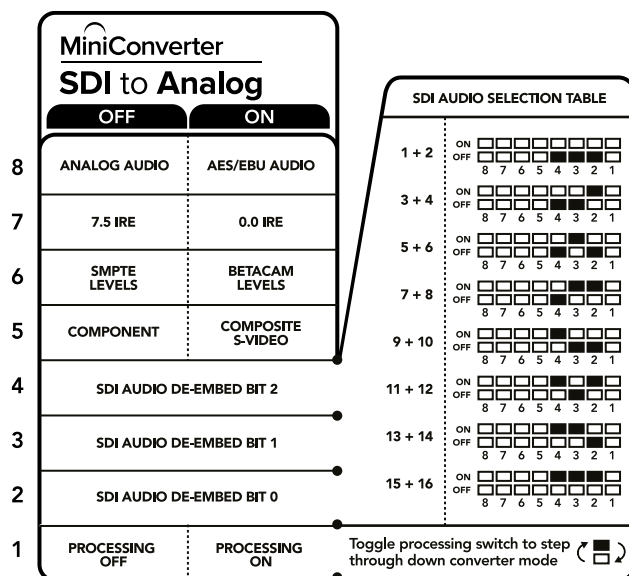 MiniConverter
SDI to Analog
OFF ON
8 ANALOG AUDIO AES/EBU AUDIO
7 7.5 IRE 0.0 IRE
6 SMPTE LEVELS BETACAM LEVELS
5 COMPONENT COMPOSITE S-VIDEO
4 SDI AUDIO DE-EMBED BIT 2
3 SDI AUDIO DE-EMBED BIT 1
2 SDI AUDIO DE-EMBED BIT 0
1 PROCESSING OFF PROCESSING ON
SDI AUDIO SELECTION TABLE
1 + 2 ON
OFF
8 7 6 5 4 3 2 1
3 + 4 ON
OFF
8 7 6 5 4 3 2 1
5 + 6 ON
OFF
8 7 6 5 4 3 2 1
7 + 8 ON
OFF
8 7 6 5 4 3 2 1
9 + 10 ON
OFF
8 7 6 5 4 3 2 1
11 + 12 ON
OFF
8 7 6 5 4 3 2 1
13 + 14 ON
OFF
8 7 6 5 4 3 2 1
15 + 16 ON
OFF
8 7 6 5 4 3 2 1
Toggle processing switch to step
through down converter mode